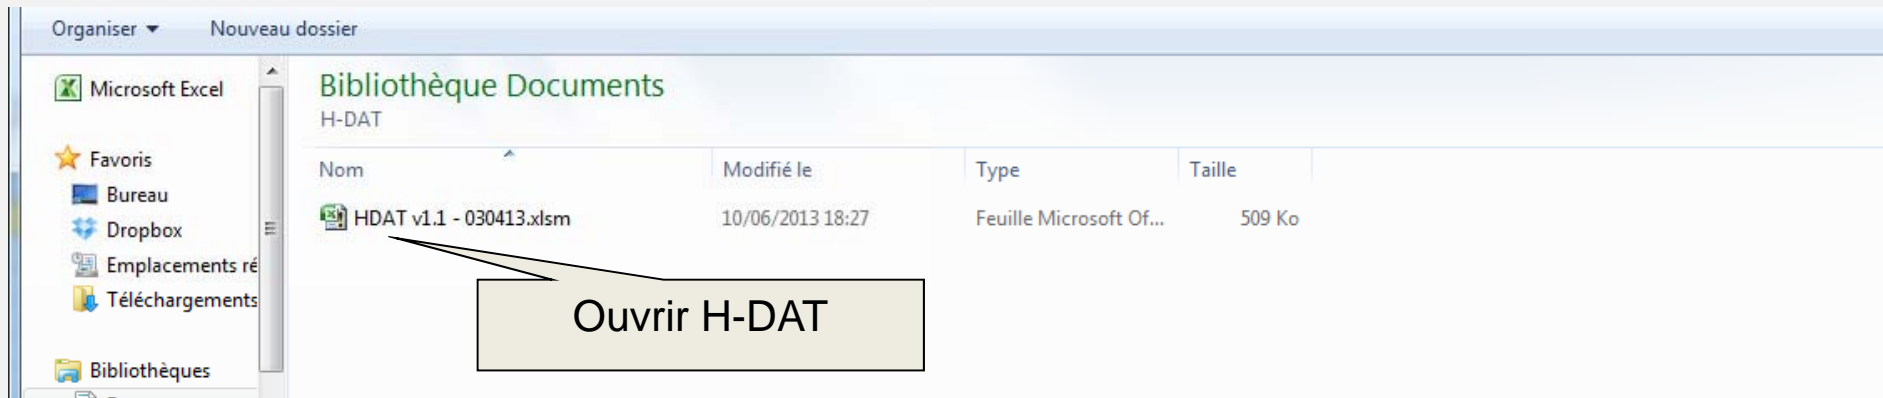 Organiser Nouveau dossier
Microsoft Excel
Favoris
Bureau
Dropbox
Emplacements ré
Téléchargements
Bibliothèques
Bibliothèque Documents
H-DAT
Nom Modifié le Type Taille
HDAT v1.1 - 030413.xlsm 10/06/2013 18:27 Feuille Microsoft Of... 509 Ko
Ouvrir H-DAT